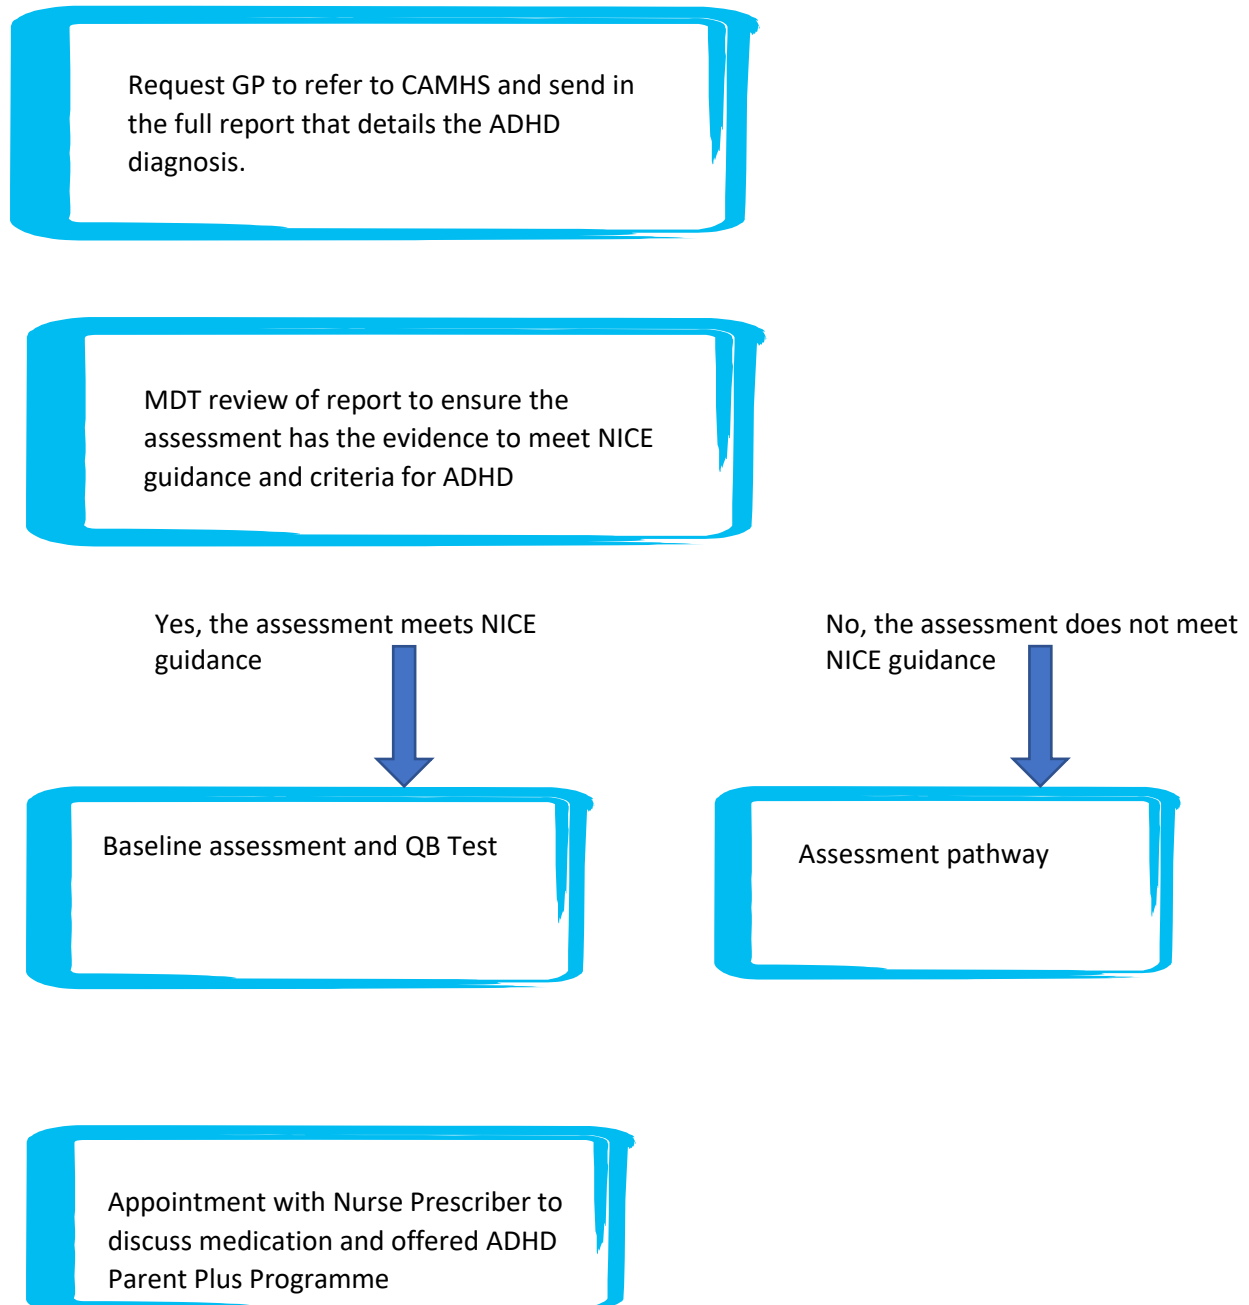 Request GP to refer to CAMHS and send in
the full report that details the ADHD
diagnosis.
MDT review of report to ensure the
assessment has the evidence to meet NICE
guidance and criteria for ADHD
Yes, the assessment meets NICE
guidance
No, the assessment does not meet
NICE guidance
Baseline assessment and QB Test
Assessment pathway
Appointment with Nurse Prescriber to
discuss medication and offered ADHD
Parent Plus Programme